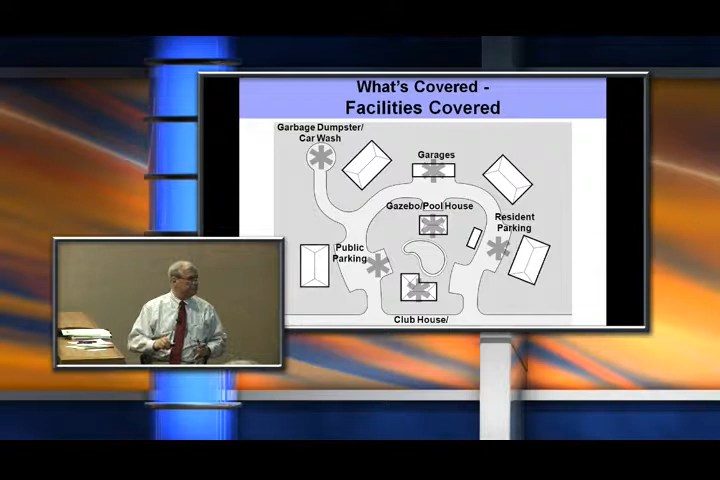 What's Covered -
Facilities Covered
Garbage Dumpster/
Car Wash
Garages
Gazebo/Pool House
Resident
Parking
Public
Parking
Club House/